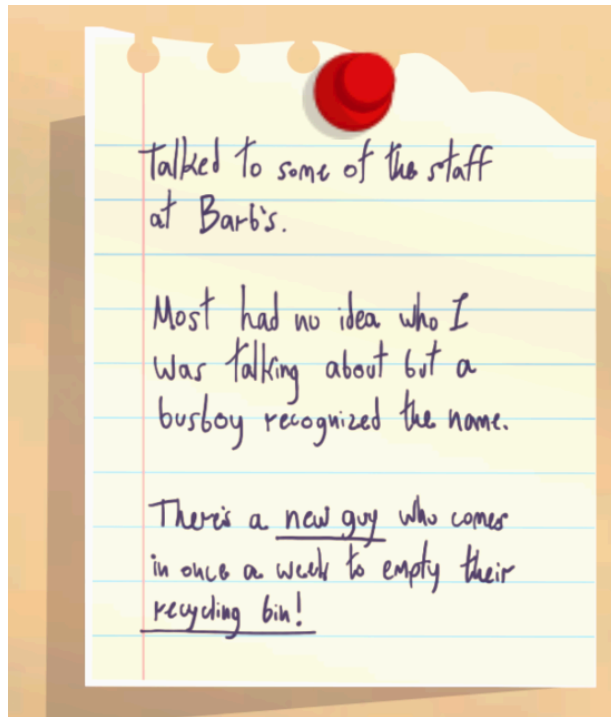 talked to some of the staff
at Barb's.
Most had no idea who I
was talking about but a
busboy recognized the name.
There's a new guy who comes
in once a week to empty their
recycling bin!